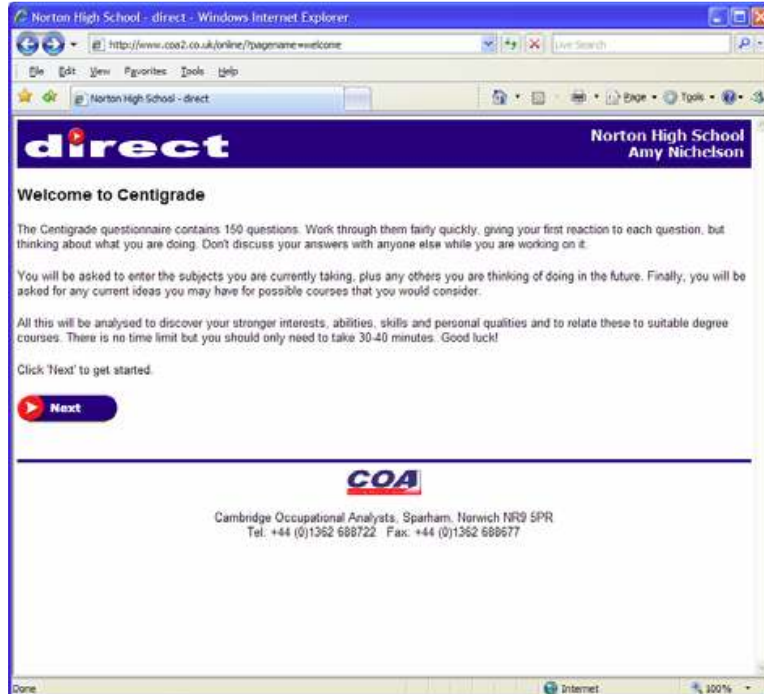 Norton High School - direct - Windows Internet Explorer
http://www.coa2.co.uk/online/?pagename=welcome
Live Search
File Edit View Favorites Tools Help
Norton High School - direct
Page Tools
direct
Norton High School
Amy Nichelson
Welcome to Centigrade
The Centigrade questionnaire contains 150 questions. Work through them fairly quickly, giving your first reaction to each question, but
thinking about what you are doing. Don't discuss your answers with anyone else while you are working on it.
You will be asked to enter the subjects you are currently taking, plus any others you are thinking of doing in the future. Finally, you will be
asked for any current ideas you may have for possible courses that you would consider.
All this will be analysed to discover your stronger interests, abilities, skills and personal qualities and to relate these to suitable degree
courses. There is no time limit but you should only need to take 30-40 minutes. Good luck!
Click 'Next' to get started.
Next
COA
Cambridge Occupational Analysts, Sparham, Norwich NR9 5PR
Tel: +44 (0)1362 688722 Fax: +44 (0)1362 688677
Done
Internet
100%